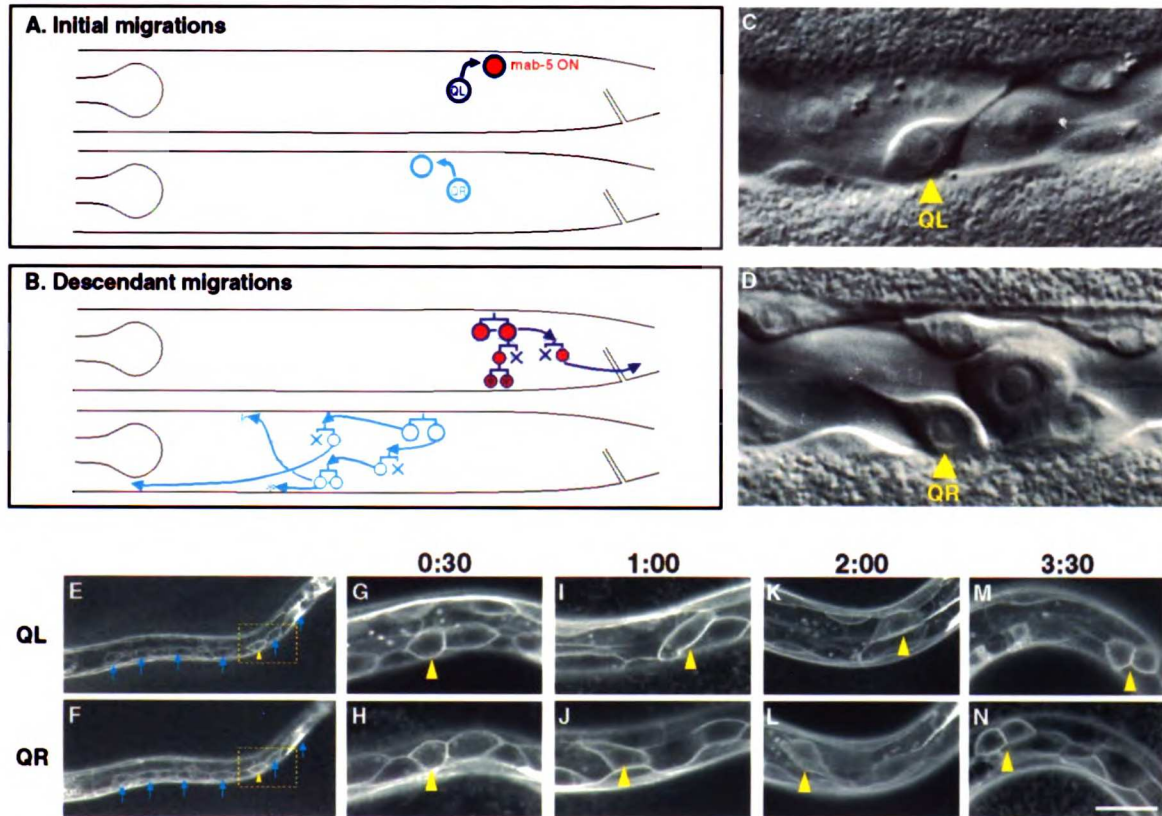 A. Initial migrations
QL
mab-5 ON
QR
B. Descendant migrations
C
QL
D
QR
0:30
1:00
2:00
3:30
QL
E
G
I
K
M
QR
F
H
J
L
N